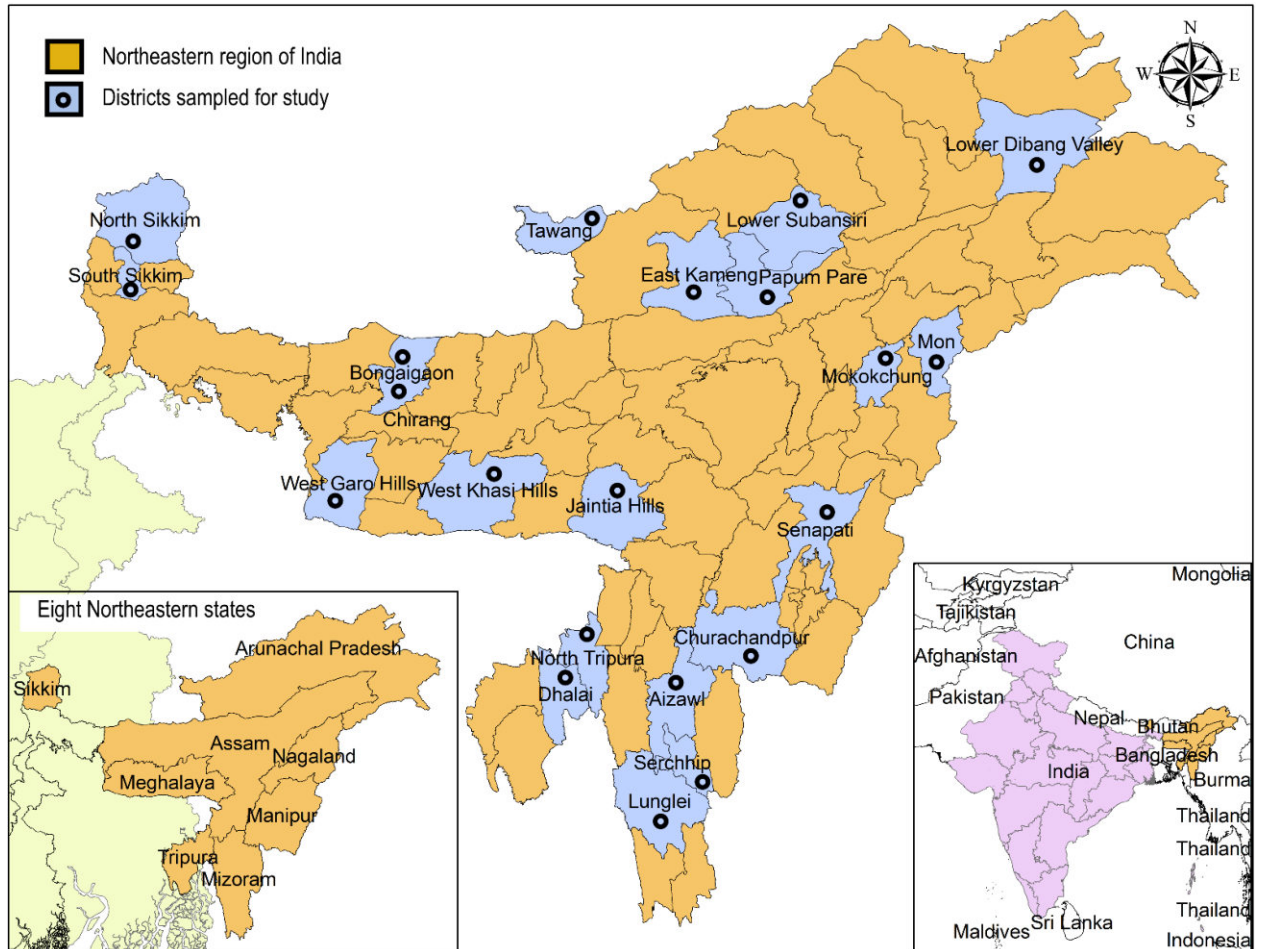 Northeastern region of India
Districts sampled for study
N
W
E
S
Lower Dibang Valley
North Sikkim
Lower Subansiri
Tawang
South Sikkim
East Kameng
Papum Pare
Mon
Bongaigaon
Mokokchung
Chirang
West Garo Hills
West Khasi Hills
Jaintia Hills
Senapati
Churachandpur
North Tripura
Dhalai
Aizawl
Serchhip
Lunglei
Eight Northeastern states
Arunachal Pradesh
Sikkim
Assam
Nagaland
Meghalaya
Manipur
Tripura
Mizoram
Mongolia
Kyrgyzstan
Tajikistan
China
Afghanistan
Pakistan
Nepal
Bhutan
Bangladesh
India
Burma
Thailand
Thailand
Thailand
Sri Lanka
Maldives
Indonesia